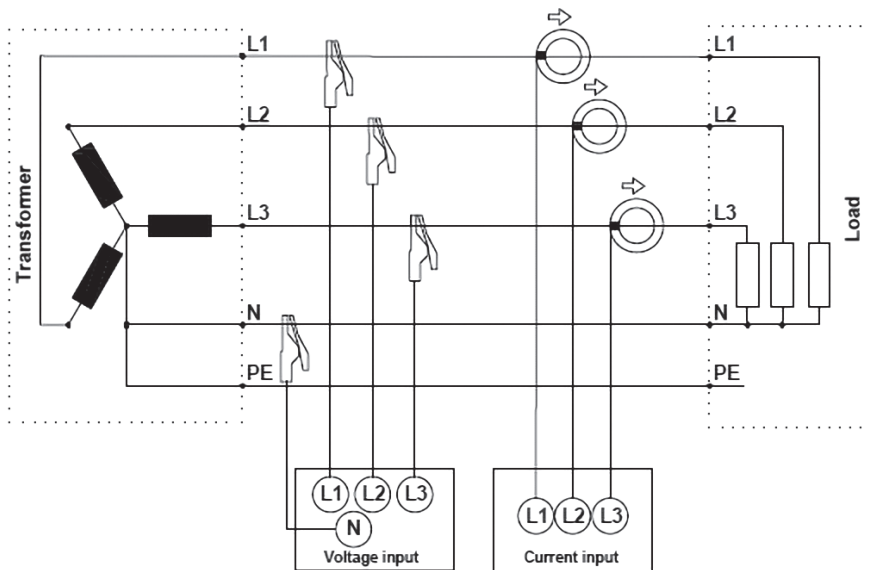 L1
L1
L2
L2
Transformer
L3
L3
Load
N
N
PE
PE
L1 L2 L3
N
Voltage input
L1 L2 L3
Current input